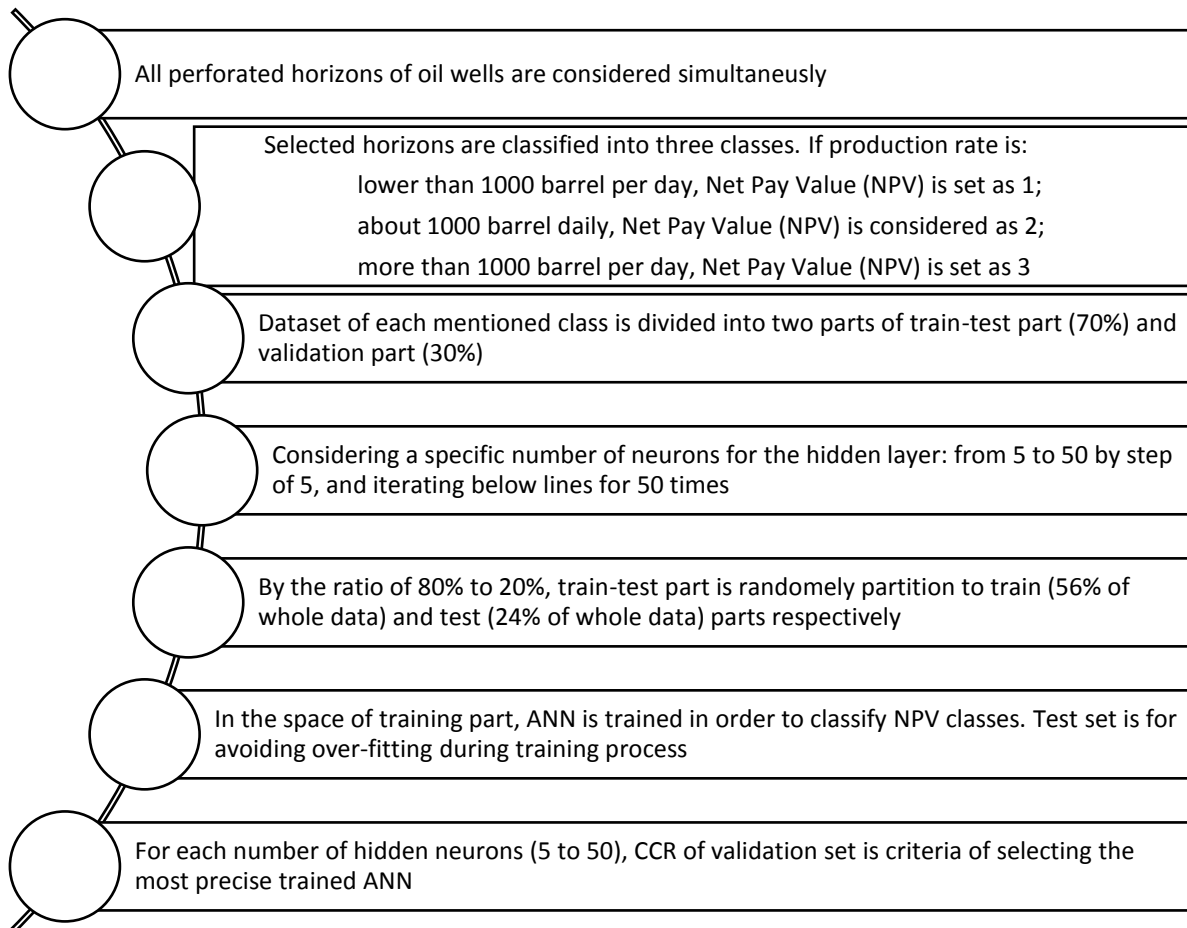 All perforated horizons of oil wells are considered simultaneusly
Selected horizons are classified into three classes. If production rate is:
lower than 1000 barrel per day, Net Pay Value (NPV) is set as 1;
about 1000 barrel daily, Net Pay Value (NPV) is considered as 2;
more than 1000 barrel per day, Net Pay Value (NPV) is set as 3
Dataset of each mentioned class is divided into two parts of train-test part (70%) and
validation part (30%)
Considering a specific number of neurons for the hidden layer: from 5 to 50 by step
of 5, and iterating below lines for 50 times
By the ratio of 80% to 20%, train-test part is randomely partition to train (56% of
whole data) and test (24% of whole data) parts respectively
In the space of training part, ANN is trained in order to classify NPV classes. Test set is for
avoiding over-fitting during training process
For each number of hidden neurons (5 to 50), CCR of validation set is criteria of selecting the
most precise trained ANN